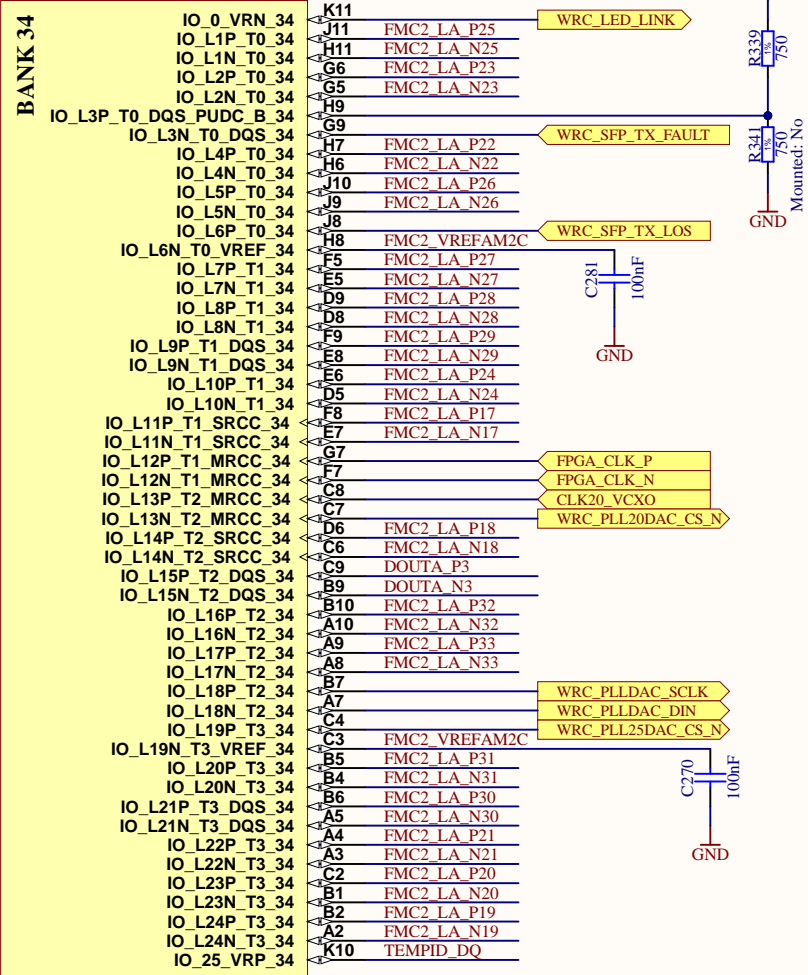 BANK 34
IO_0_VRN_34 K11 WRC_LED_LINK
IO_L1P_T0_34 J11 FMC2_LA_P25
IO_L1N_T0_34 H11 FMC2_LA_N25
IO_L2P_T0_34 G6 FMC2_LA_P23
IO_L2N_T0_34 G5 FMC2_LA_N23
IO_L3P_T0_DQS_PUDC_B_34 H9
IO_L3N_T0_DQS_34 G9 WRC_SFP_TX_FAULT
IO_L4P_T0_34 H7 FMC2_LA_P22
IO_L4N_T0_34 H6 FMC2_LA_N22
IO_L5P_T0_34 J10 FMC2_LA_P26
IO_L5N_T0_34 J9 FMC2_LA_N26
IO_L6P_T0_34 J8 WRC_SFP_TX_LOS
IO_L6N_T0_VREF_34 H8 FMC2_VREFAM2C
IO_L7P_T1_34 F5 FMC2_LA_P27
IO_L7N_T1_34 E5 FMC2_LA_N27
IO_L8P_T1_34 D9 FMC2_LA_P28
IO_L8N_T1_34 D8 FMC2_LA_N28
IO_L9P_T1_DQS_34 F9 FMC2_LA_P29
IO_L9N_T1_DQS_34 E8 FMC2_LA_N29
IO_L10P_T1_34 E6 FMC2_LA_P24
IO_L10N_T1_34 D5 FMC2_LA_N24
IO_L11P_T1_SRCC_34 F8 FMC2_LA_P17
IO_L11N_T1_SRCC_34 E7 FMC2_LA_N17
IO_L12P_T1_MRCC_34 G7 FPGA_CLK_P
IO_L12N_T1_MRCC_34 F7 FPGA_CLK_N
IO_L13P_T2_MRCC_34 C8 CLK20_VCXO
IO_L13N_T2_MRCC_34 C7 WRC_PLL20DAC_CS_N
IO_L14P_T2_SRCC_34 D6 FMC2_LA_P18
IO_L14N_T2_SRCC_34 C6 FMC2_LA_N18
IO_L15P_T2_DQS_34 C9 DOUTA_P3
IO_L15N_T2_DQS_34 B9 DOUTA_N3
IO_L16P_T2_34 B10 FMC2_LA_P32
IO_L16N_T2_34 A10 FMC2_LA_N32
IO_L17P_T2_34 A9 FMC2_LA_P33
IO_L17N_T2_34 A8 FMC2_LA_N33
IO_L18P_T2_34 B7 WRC_PLLDAC_SCLK
IO_L18N_T2_34 A7 WRC_PLLDAC_DIN
IO_L19P_T3_34 C4 WRC_PLL25DAC_CS_N
IO_L19N_T3_VREF_34 C3 FMC2_VREFAM2C
IO_L20P_T3_34 B5 FMC2_LA_P31
IO_L20N_T3_34 B4 FMC2_LA_N31
IO_L21P_T3_DQS_34 B6 FMC2_LA_P30
IO_L21N_T3_DQS_34 A5 FMC2_LA_N30
IO_L22P_T3_34 A4 FMC2_LA_P21
IO_L22N_T3_34 A3 FMC2_LA_N21
IO_L23P_T3_34 C2 FMC2_LA_P20
IO_L23N_T3_34 B1 FMC2_LA_N20
IO_L24P_T3_34 B2 FMC2_LA_P19
IO_L24N_T3_34 A2 FMC2_LA_N19
IO_25_VRP_34 K10 TEMPID_DQ
R339
1%
750
R341
1%
750
Mounted: No
GND
C281
100nF
GND
C270
100nF
GND